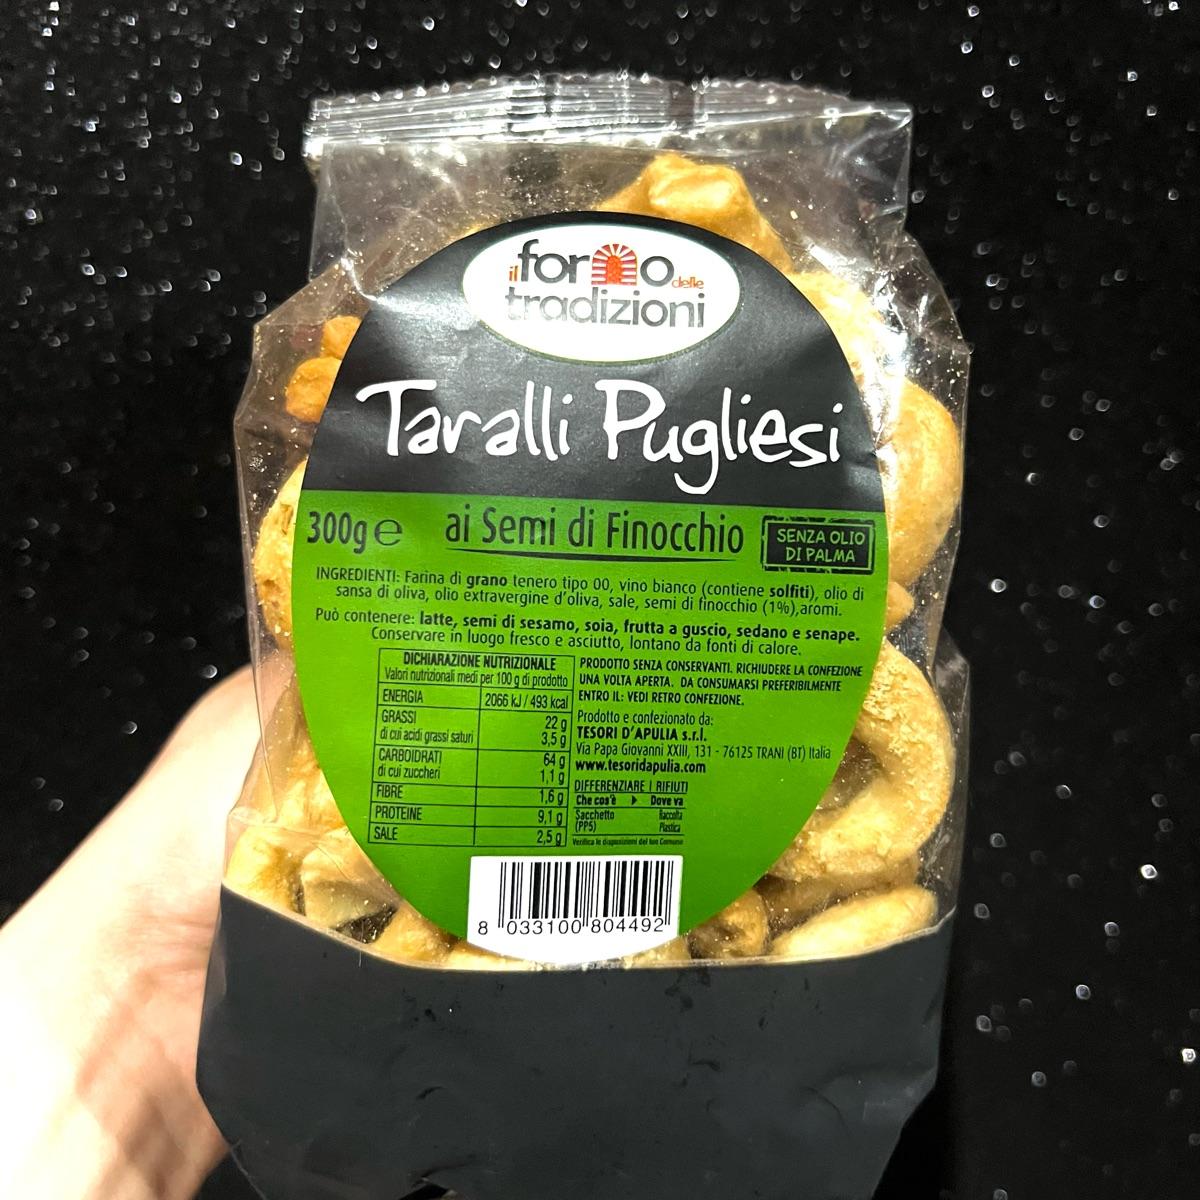 il forno delle
tradizioni
Taralli Pugliesi
300g e ai Semi di Finocchio
SENZA OLIO
DI PALMA
INGREDIENTI: Farina di grano tenero tipo 00, vino bianco (contiene solfiti), olio di
sansa di oliva, olio extravergine d'oliva, sale, semi di finocchio (1%),aromi.
Può contenere: latte, semi di sesamo, soia, frutta a guscio, sedano e senape.
Conservare in luogo fresco e asciutto, lontano da fonti di calore.
DICHIARAZIONE NUTRIZIONALE
Valori nutrizionali medi per 100 g di prodotto
ENERGIA 2066 kJ / 493 kcal
GRASSI 22 g
di cui acidi grassi saturi 3,5 g
CARBOIDRATI 64 g
di cui zuccheri 1,1 g
FIBRE 1,6 g
PROTEINE 9,1 g
SALE 2,5 g
PRODOTTO SENZA CONSERVANTI. RICHIUDERE LA CONFEZIONE
UNA VOLTA APERTA. DA CONSUMARSI PREFERIBILMENTE
ENTRO IL: VEDI RETRO CONFEZIONE.
Prodotto e confezionato da:
TESORI D'APULIA s.r.l.
Via Papa Giovanni XXIII, 131 - 76125 TRANI (BT) Italia
www.tesoridapulia.com
DIFFERENZIARE I RIFIUTI
Che cos'è Dove va
Sacchetto Raccolta
(PP5) Plastica
Verifica le disposizioni del tuo Comune
8 033100 804492